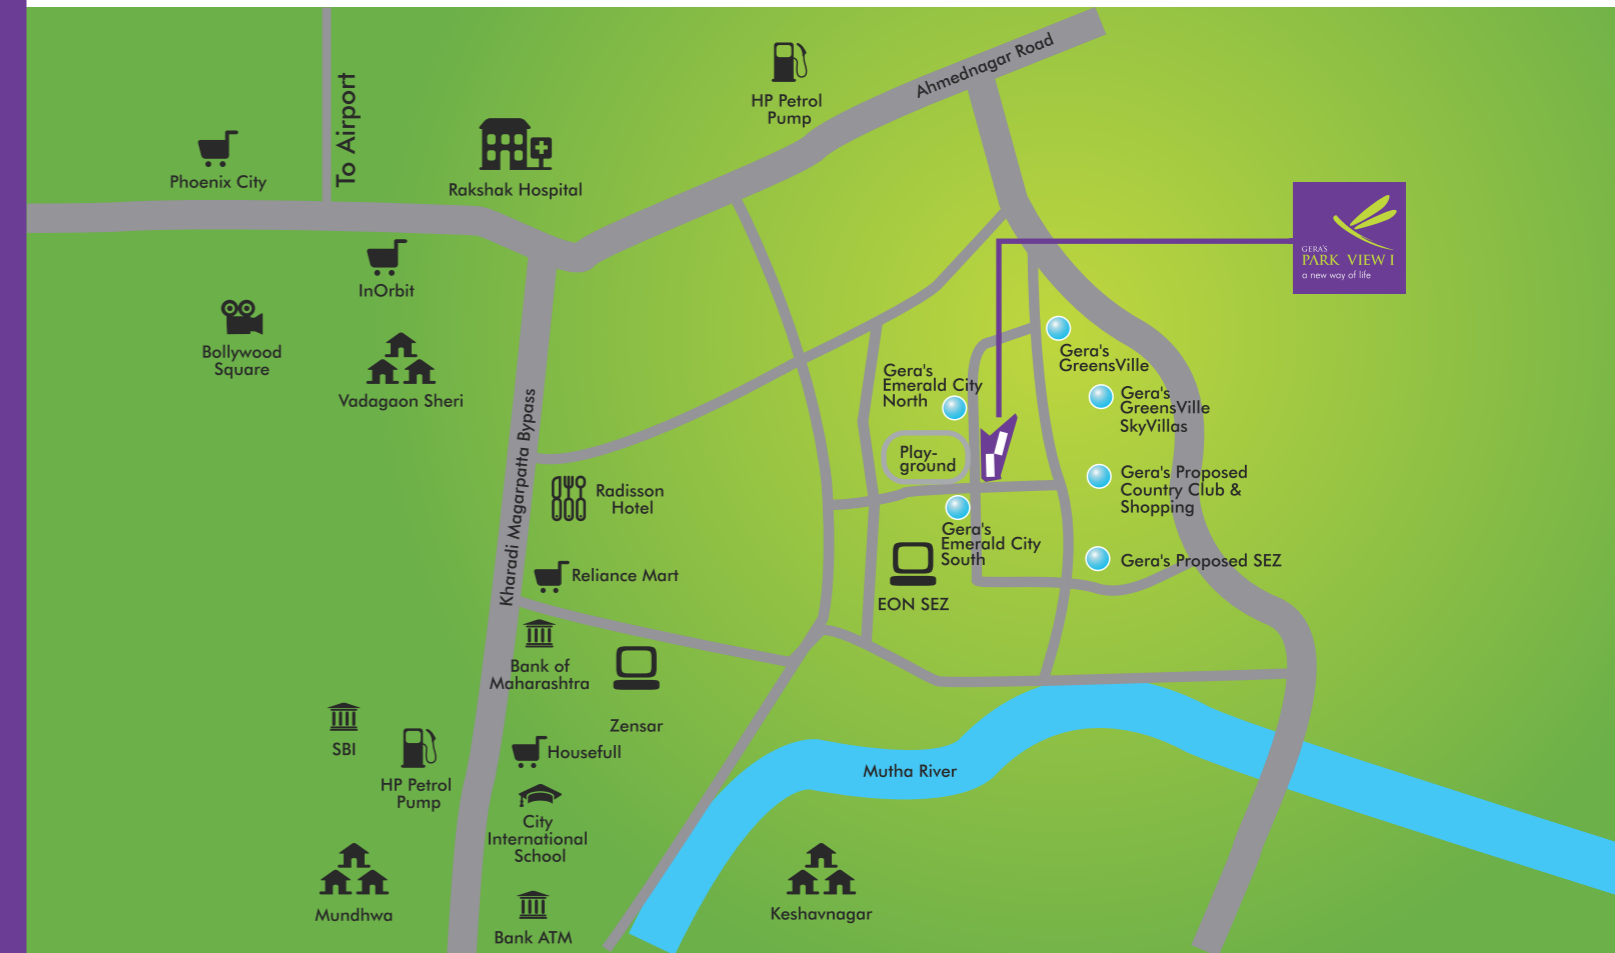 Ahmednagar Road
HP Petrol
Pump
To Airport
Phoenix City
Rakshak Hospital
GERA'S
PARK VIEW I
a new way of life
InOrbit
Bollywood
Square
Vadagaon Sheri
Kharadi Magarpatta Bypass
Gera's
GreensVille
Gera's
Emerald City
North
Gera's
GreensVille
SkyVillas
Play-
ground
Gera's Proposed
Country Club &
Shopping
Radisson
Hotel
Gera's
Emerald City
South
Gera's Proposed SEZ
Reliance Mart
EON SEZ
Bank of
Maharashtra
Zensar
SBI
Housefull
HP Petrol
Pump
Mutha River
City
International
School
Mundhwa
Keshavnagar
Bank ATM